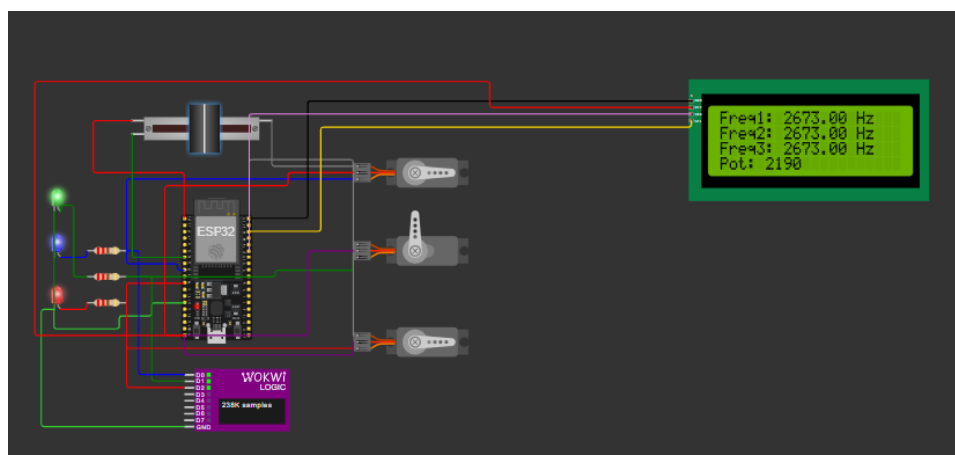 Freq1: 2673.00 Hz
Freq2: 2673.00 Hz
Freq3: 2673.00 Hz
Pot: 2190
ESP32
WOKWI
LOGIC
238K samples
D0
D1
D2
D3
D4
D5
D6
D7
GND